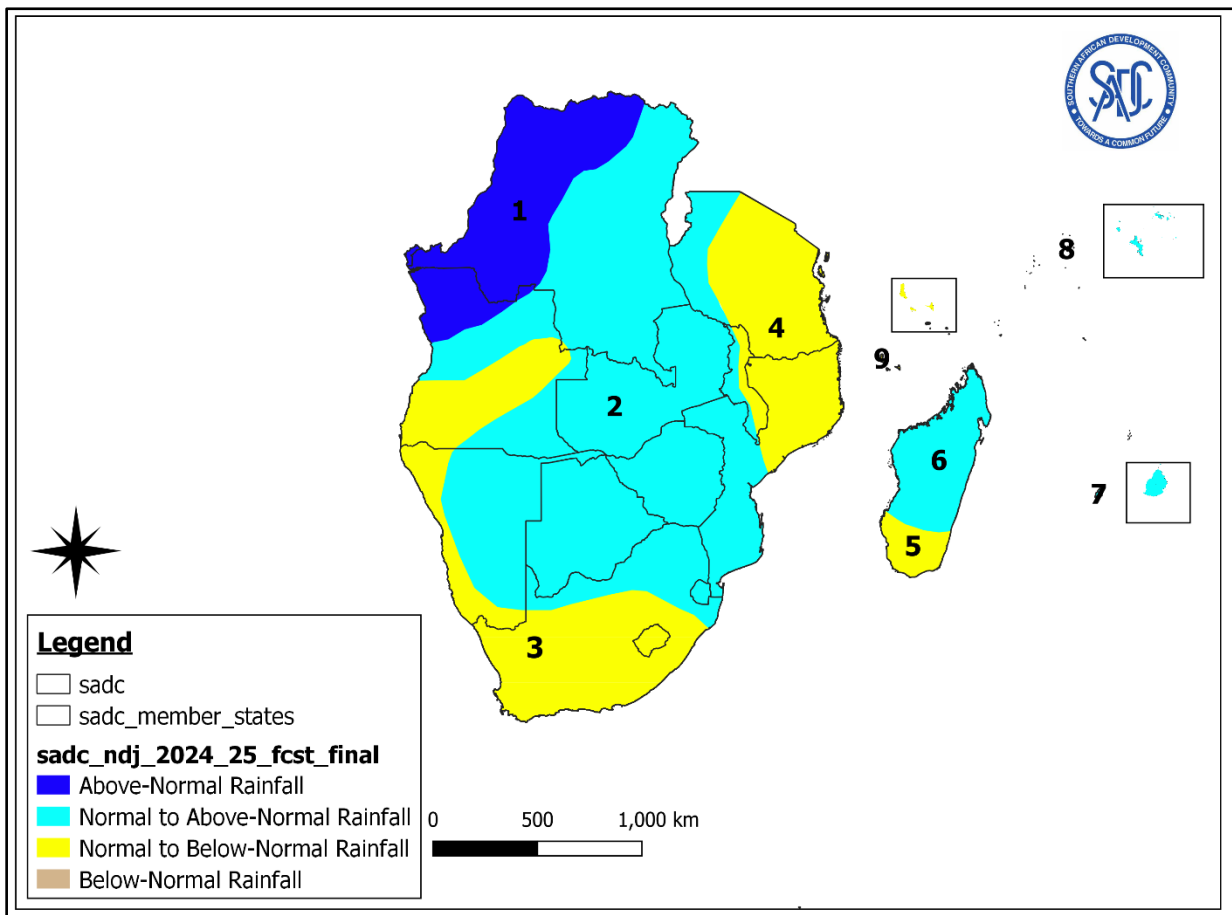 SOUTHERN AFRICAN DEVELOPMENT COMMUNITY
SADC
TOWARDS A COMMON FUTURE
1
8
4
9
2
6
7
5
3
Legend
sadc
sadc_member_states
sadc_ndj_2024_25_fcst_final
Above-Normal Rainfall
Normal to Above-Normal Rainfall
Normal to Below-Normal Rainfall
Below-Normal Rainfall
0 500 1,000 km